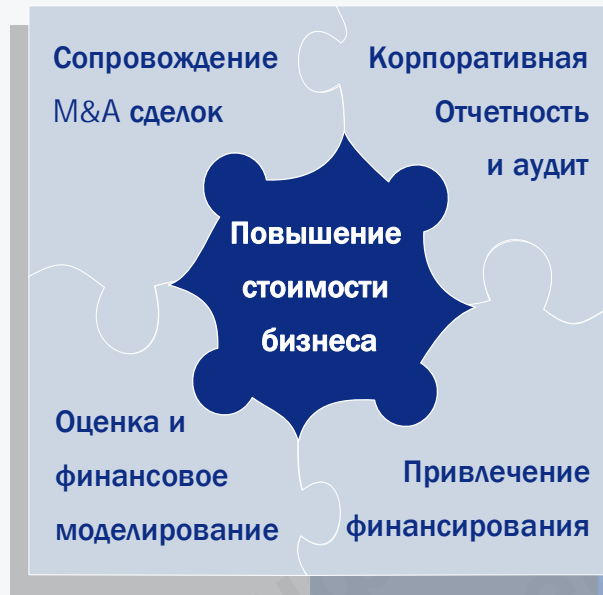 Сопровождение
M&A сделок
Корпоративная
Отчетность
и аудит
Повышение
стоимости
бизнеса
Оценка и
финансовое
моделирование
Привлечение
финансирования